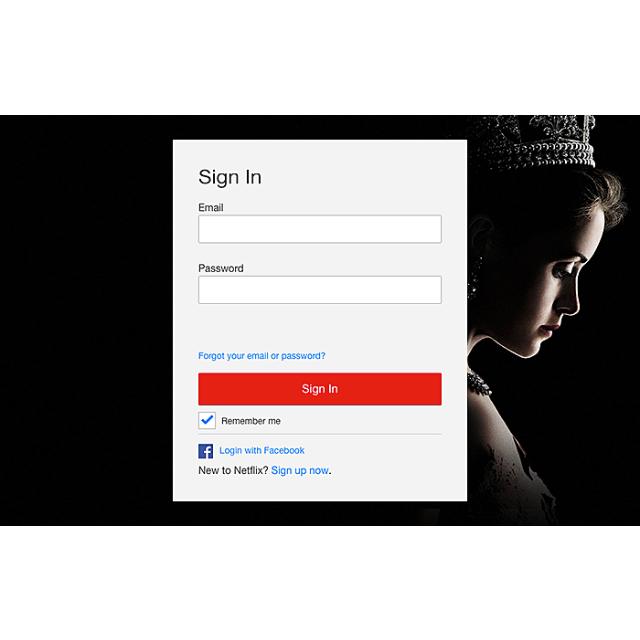 Sign In
Email
Password
Forgot your email or password?
Sign In
Remember me
Login with Facebook
New to Netflix? Sign up now.